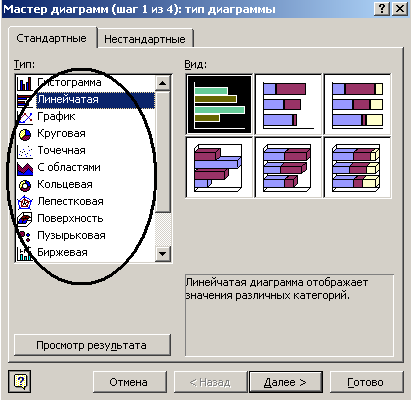 Мастер диаграмм (шаг 1 из 4): тип диаграммы
Стандартные Нестандартные
Тип: Вид:
Гистограмма
Линейчатая
График
Круговая
Точечная
С областями
Кольцевая
Лепестковая
Поверхность
Пузырьковая
Биржевая
Линейчатая диаграмма отображает
значения различных категорий.
Просмотр результата
Отмена < Назад Далее > Готово